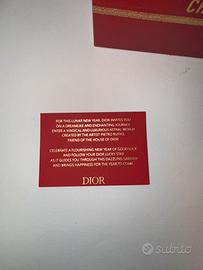 FOR THIS LUNAR NEW YEAR, DIOR INVITES YOU
ON A DREAMLIKE AND ENCHANTING JOURNEY.
ENTER A MAGICAL AND LUXURIOUS ASTRAL WORLD
CREATED BY THE ARTIST PIETRO RUFFO,
FRIEND OF THE HOUSE OF DIOR.
CELEBRATE A FLOURISHING NEW YEAR OF GOOD LUCK
AND FOLLOW YOUR DIOR LUCKY STAR
AS IT GUIDES YOU THROUGH THIS DAZZLING GARDEN
AND BRINGS HAPPINESS FOR THE YEAR TO COME.
DIOR
subito